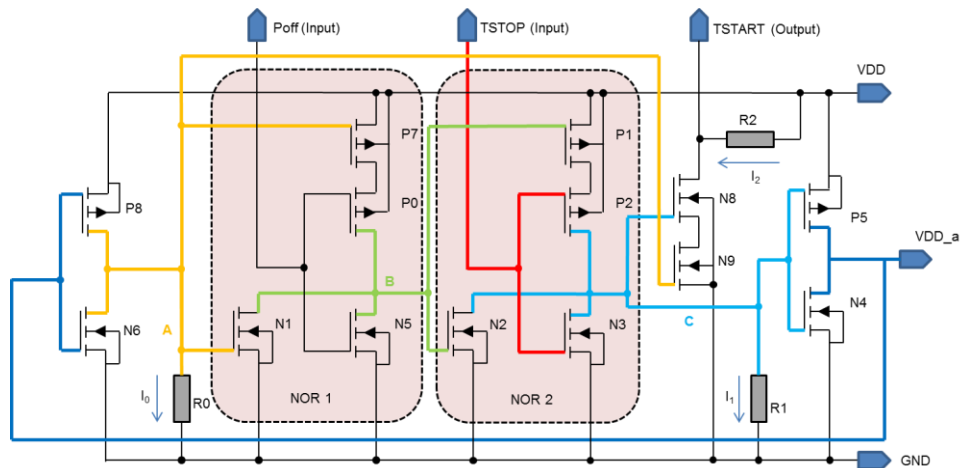 Poff (Input)
TSTOP (Input)
TSTART (Output)
VDD
R2
P7
P1
I2
P8
P0
P2
N8
P5
VDD_a
B
N9
N6
A
N1
N5
N2
N3
C
N4
I0
R0
NOR 1
NOR 2
I1
R1
GND